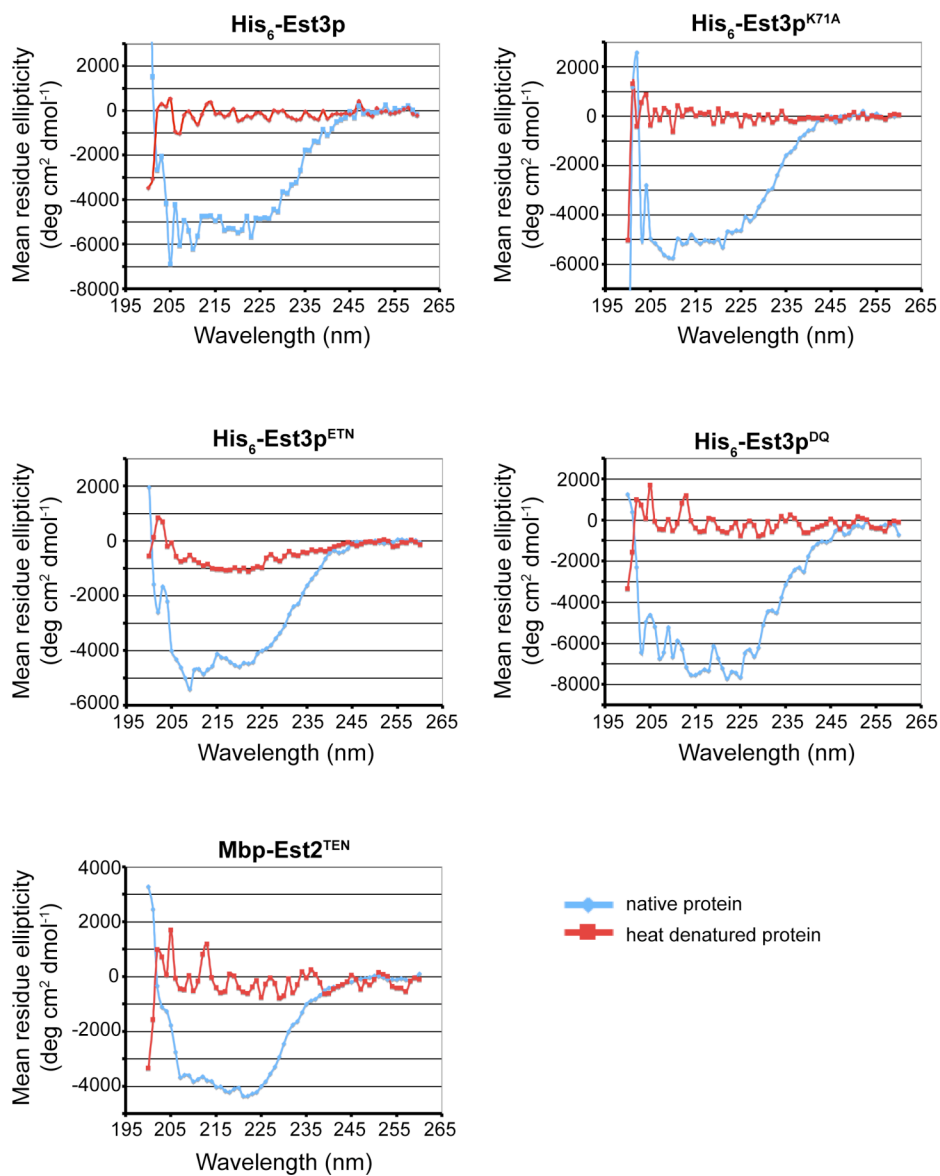 His₆-Est3p
Mean residue ellipticity
(deg cm² dmol⁻¹)
2000
0
-2000
-4000
-6000
-8000
195 205 215 225 235 245 255 265
Wavelength (nm)
His₆-Est3pᴷ⁷¹ᴬ
Mean residue ellipticity
(deg cm² dmol⁻¹)
2000
0
-2000
-4000
-6000
195 205 215 225 235 245 255 265
Wavelength (nm)
His₆-Est3p^ETN
Mean residue ellipticity
(deg cm² dmol⁻¹)
2000
0
-2000
-4000
-6000
195 205 215 225 235 245 255 265
Wavelength (nm)
His₆-Est3p^DQ
Mean residue ellipticity
(deg cm² dmol⁻¹)
2000
0
-2000
-4000
-6000
-8000
195 205 215 225 235 245 255 265
Wavelength (nm)
Mbp-Est2^TEN
Mean residue ellipticity
(deg cm² dmol⁻¹)
4000
2000
0
-2000
-4000
195 205 215 225 235 245 255 265
Wavelength (nm)
native protein
heat denatured protein